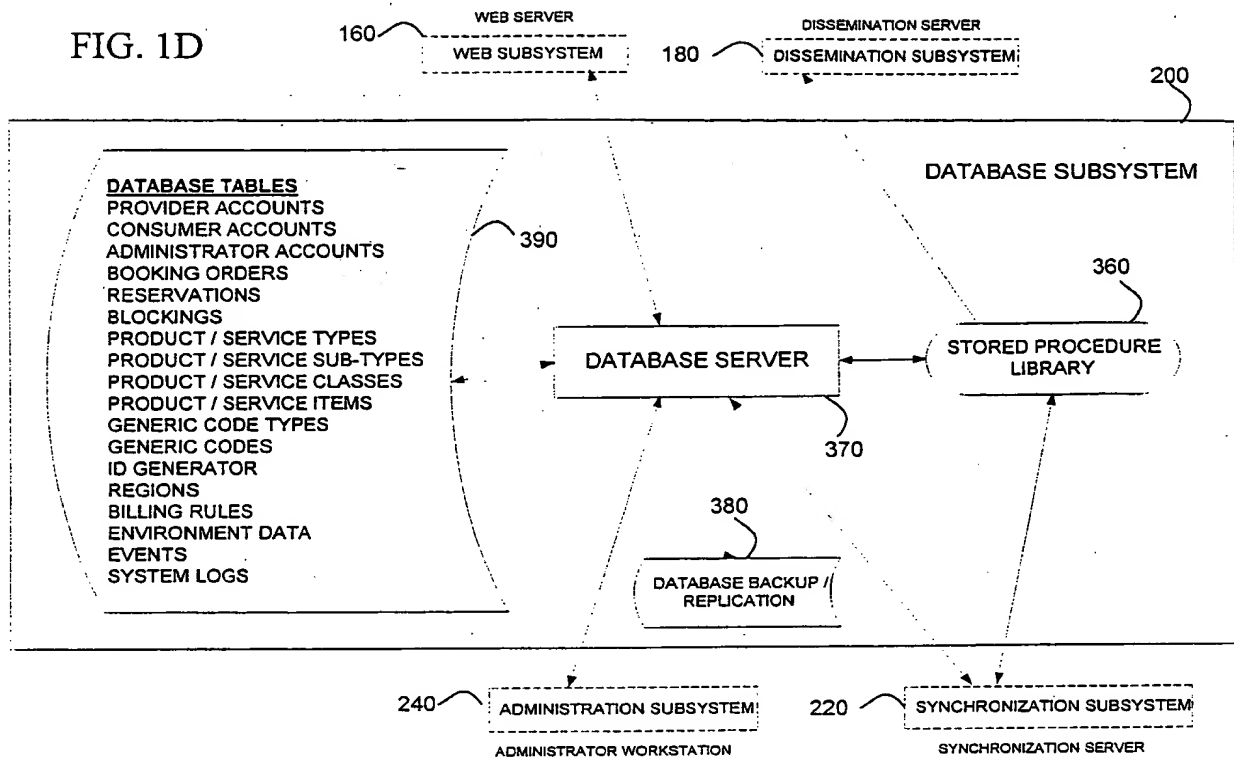 FIG. 1D
WEB SERVER
160
WEB SUBSYSTEM
DISSEMINATION SERVER
180
DISSEMINATION SUBSYSTEM
200
DATABASE SUBSYSTEM
DATABASE TABLES
PROVIDER ACCOUNTS
CONSUMER ACCOUNTS
ADMINISTRATOR ACCOUNTS
BOOKING ORDERS
RESERVATIONS
BLOCKINGS
PRODUCT / SERVICE TYPES
PRODUCT / SERVICE SUB-TYPES
PRODUCT / SERVICE CLASSES
PRODUCT / SERVICE ITEMS
GENERIC CODE TYPES
GENERIC CODES
ID GENERATOR
REGIONS
BILLING RULES
ENVIRONMENT DATA
EVENTS
SYSTEM LOGS
390
DATABASE SERVER
370
360
STORED PROCEDURE
LIBRARY
380
DATABASE BACKUP /
REPLICATION
240
ADMINISTRATION SUBSYSTEM
ADMINISTRATOR WORKSTATION
220
SYNCHRONIZATION SUBSYSTEM
SYNCHRONIZATION SERVER